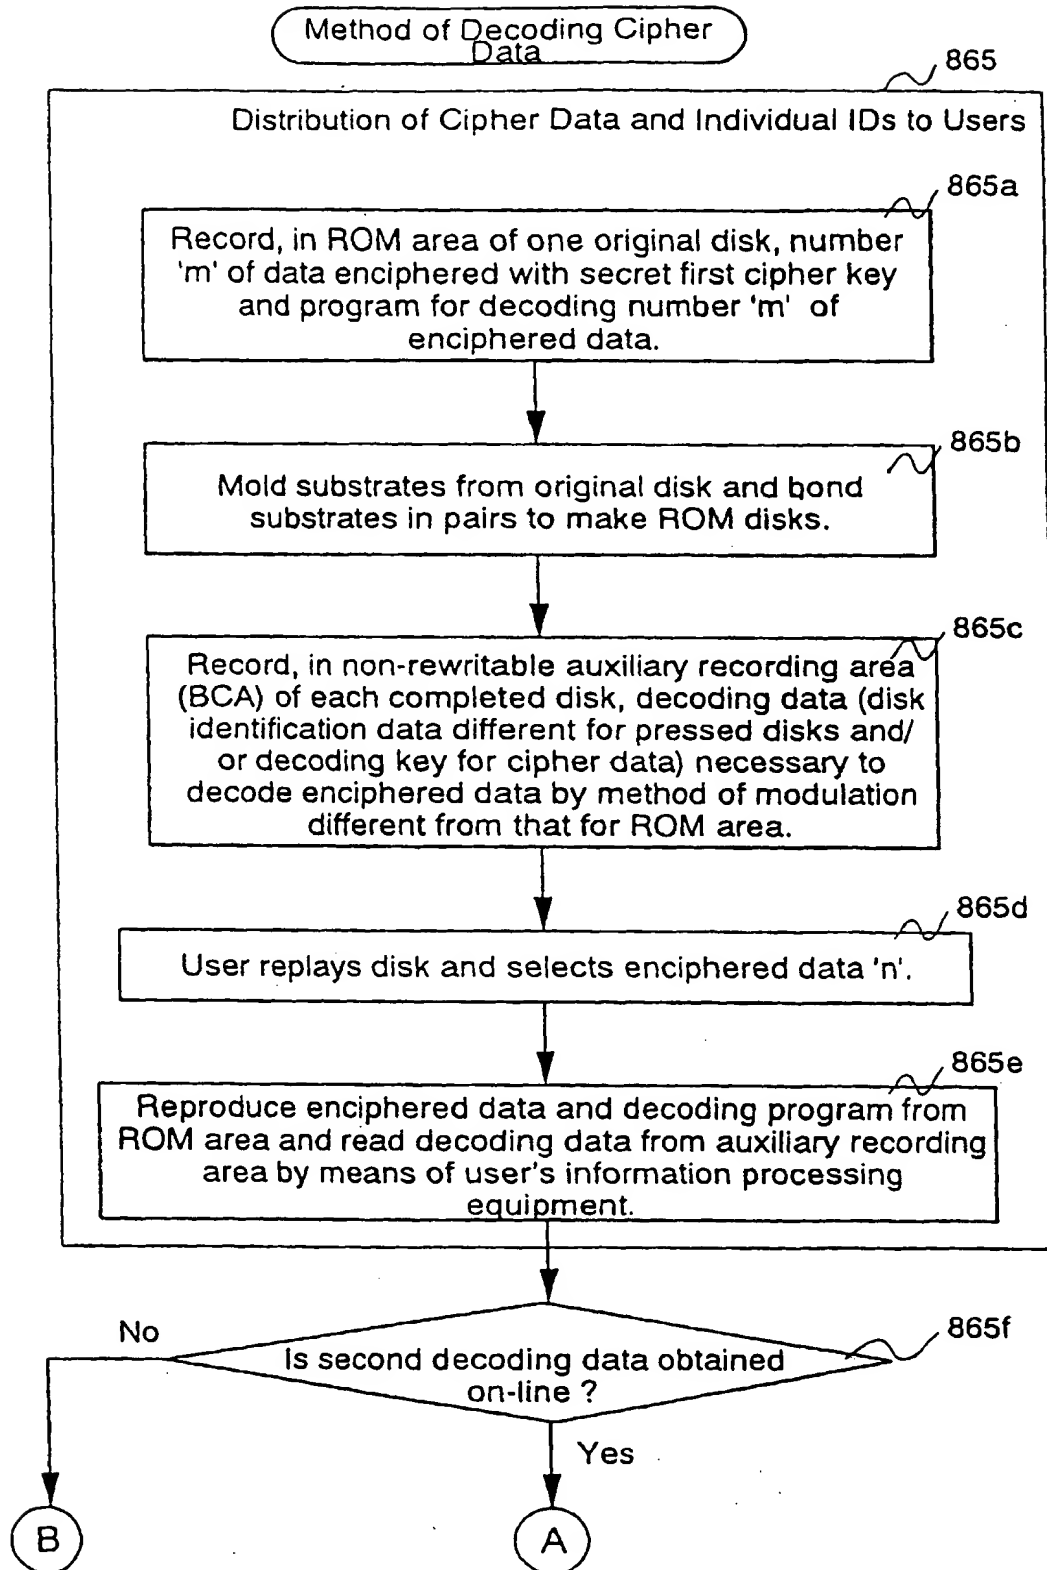 Method of Decoding Cipher
Data
865
Distribution of Cipher Data and Individual IDs to Users
865a
Record, in ROM area of one original disk, number
'm' of data enciphered with secret first cipher key
and program for decoding number 'm' of
enciphered data.
865b
Mold substrates from original disk and bond
substrates in pairs to make ROM disks.
865c
Record, in non-rewritable auxiliary recording area
(BCA) of each completed disk, decoding data (disk
identification data different for pressed disks and/
or decoding key for cipher data) necessary to
decode enciphered data by method of modulation
different from that for ROM area.
865d
User replays disk and selects enciphered data 'n'.
865e
Reproduce enciphered data and decoding program from
ROM area and read decoding data from auxiliary recording
area by means of user's information processing
equipment.
865f
No
Is second decoding data obtained
on-line ?
Yes
B
A